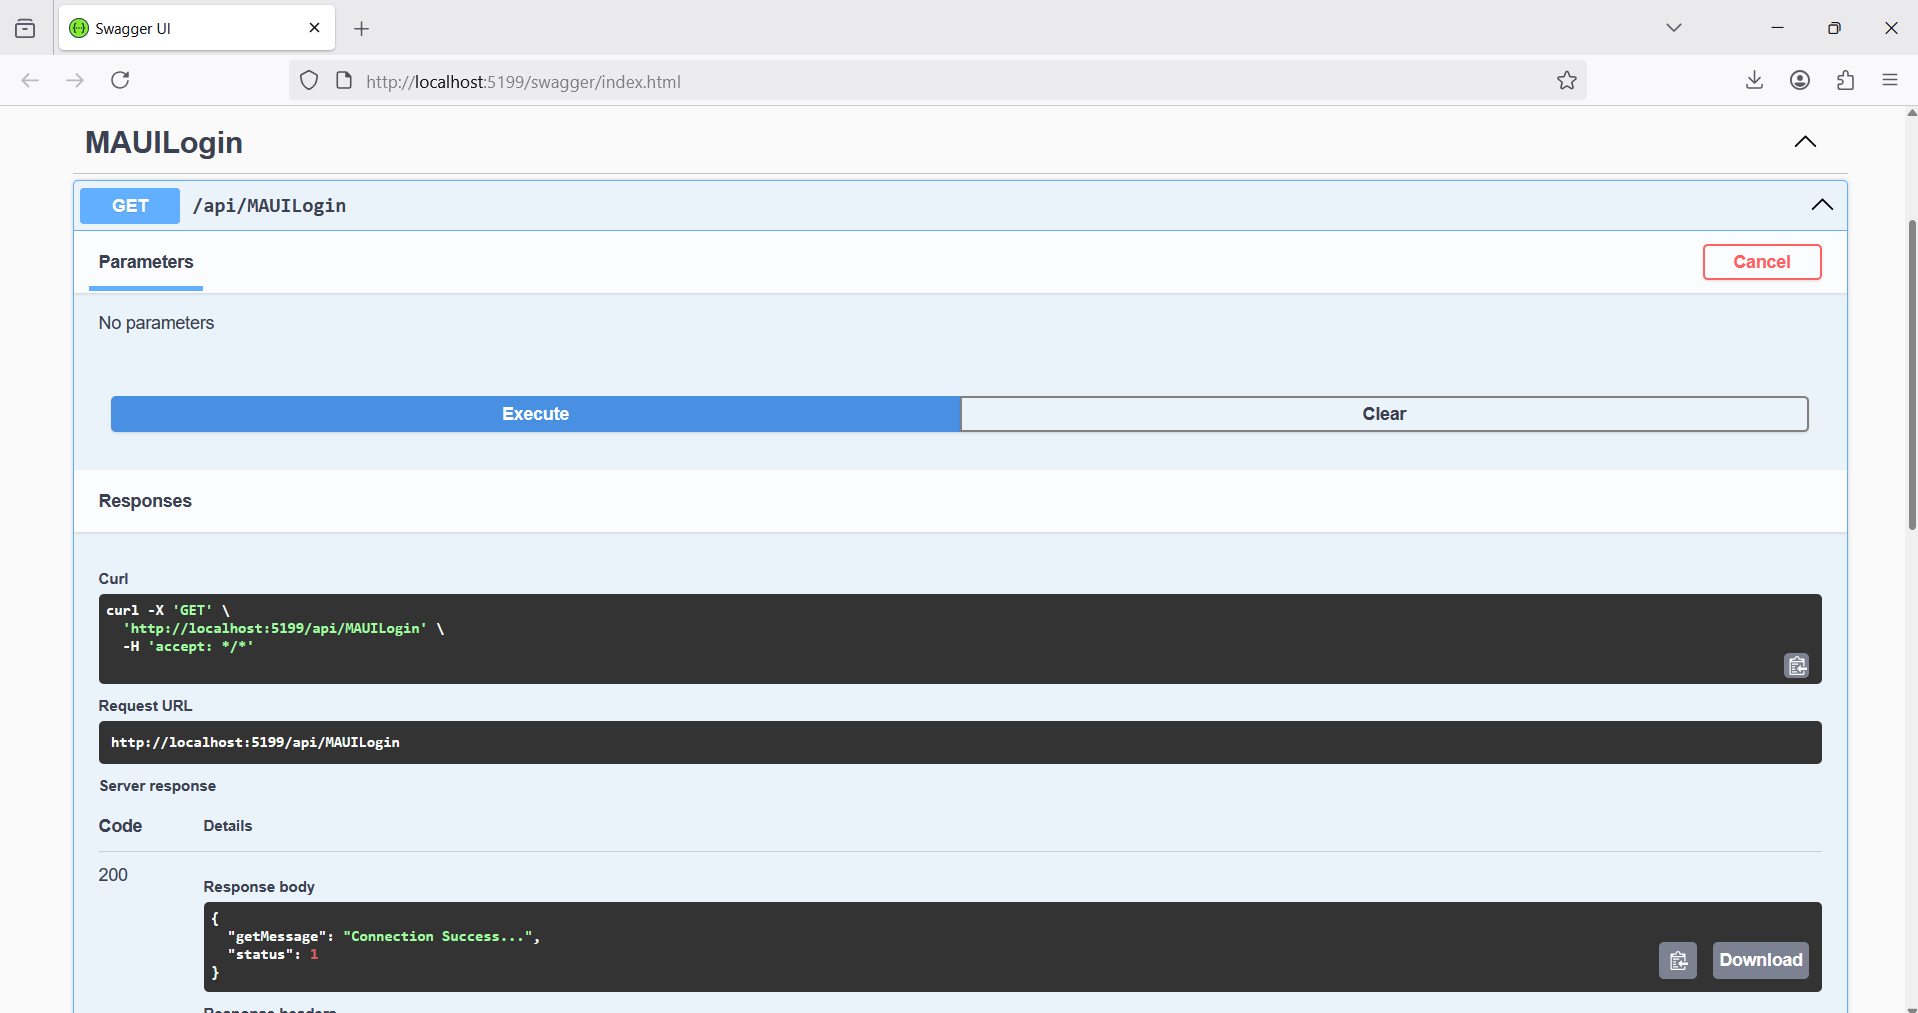 Swagger UI
http://localhost:5199/swagger/index.html
MAUILogin
GET /api/MAUILogin
Parameters
Cancel
No parameters
Execute
Clear
Responses
Curl
curl -X 'GET' \
'http://localhost:5199/api/MAUILogin' \
-H 'accept: */*'
Request URL
http://localhost:5199/api/MAUILogin
Server response
Code Details
200
Response body
{
"getMessage": "Connection Success...",
"status": 1
}
Download
Response headers